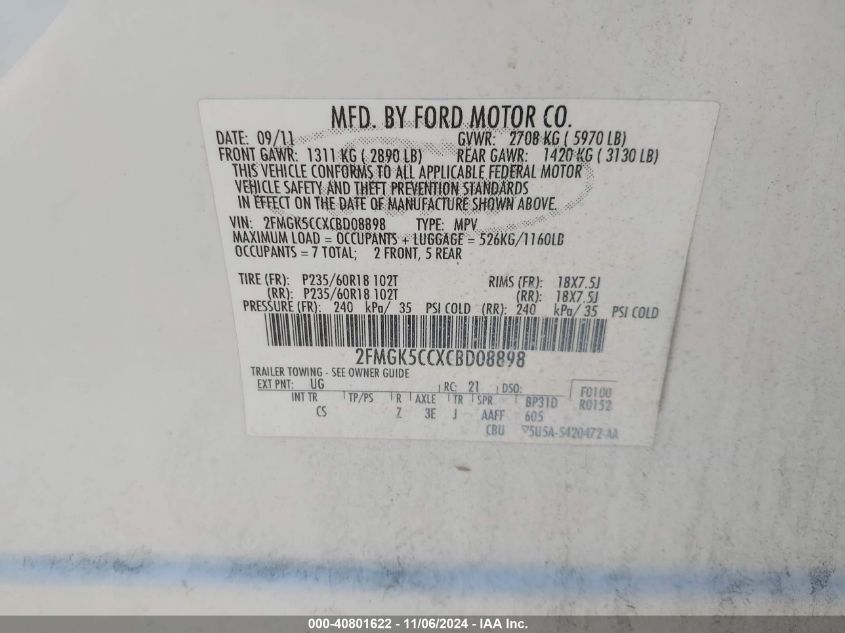 MFD. BY FORD MOTOR CO.
DATE: 09/11 GVWR: 2708 KG ( 5970 LB)
FRONT GAWR: 1311 KG ( 2890 LB) REAR GAWR: 1420 KG ( 3130 LB)
THIS VEHICLE CONFORMS TO ALL APPLICABLE FEDERAL MOTOR
VEHICLE SAFETY AND THEFT PREVENTION STANDARDS
IN EFFECT ON THE DATE OF MANUFACTURE SHOWN ABOVE.
VIN: 2FMGK5CCXCBD08898 TYPE: MPV
MAXIMUM LOAD = OCCUPANTS + LUGGAGE = 526KG/1160LB
OCCUPANTS = 7 TOTAL; 2 FRONT, 5 REAR
TIRE (FR): P235/60R18 102T RIMS (FR): 18X7.5J
(RR): P235/60R18 102T (RR): 18X7.5J
PRESSURE (FR): 240 kPa/ 35 PSI COLD (RR): 240 kPa/ 35 PSI COLD
2FMGK5CCXCBD08898
TRAILER TOWING - SEE OWNER GUIDE
EXT PNT: UG RC: 21 DSO: F0100
INT TR TP/PS R AXLE TR SPR BP31D R0152
CS Z 3E J AAFF 605
CBU 5U5A-5420472-AA
000-40801622 - 11/06/2024 - IAA Inc.